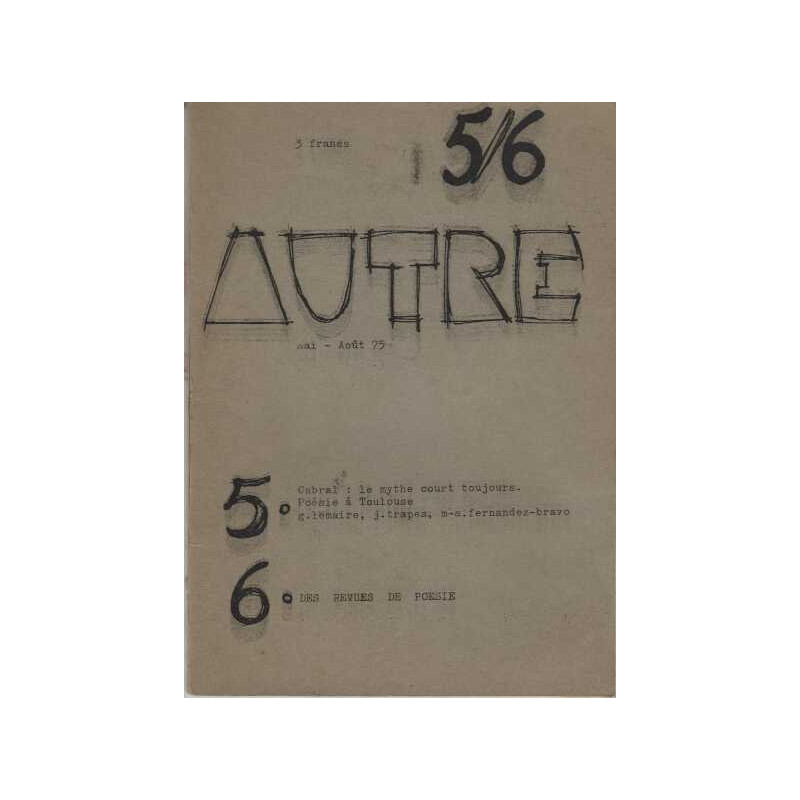 3 francs
5/6
AUTRE
mai - Août 75
5. Cabral : le mythe court toujours.
Poésie à Toulouse
g.lemaire, j.trapes, m-a.fernandez-bravo
6. DES REVUES DE POESIE